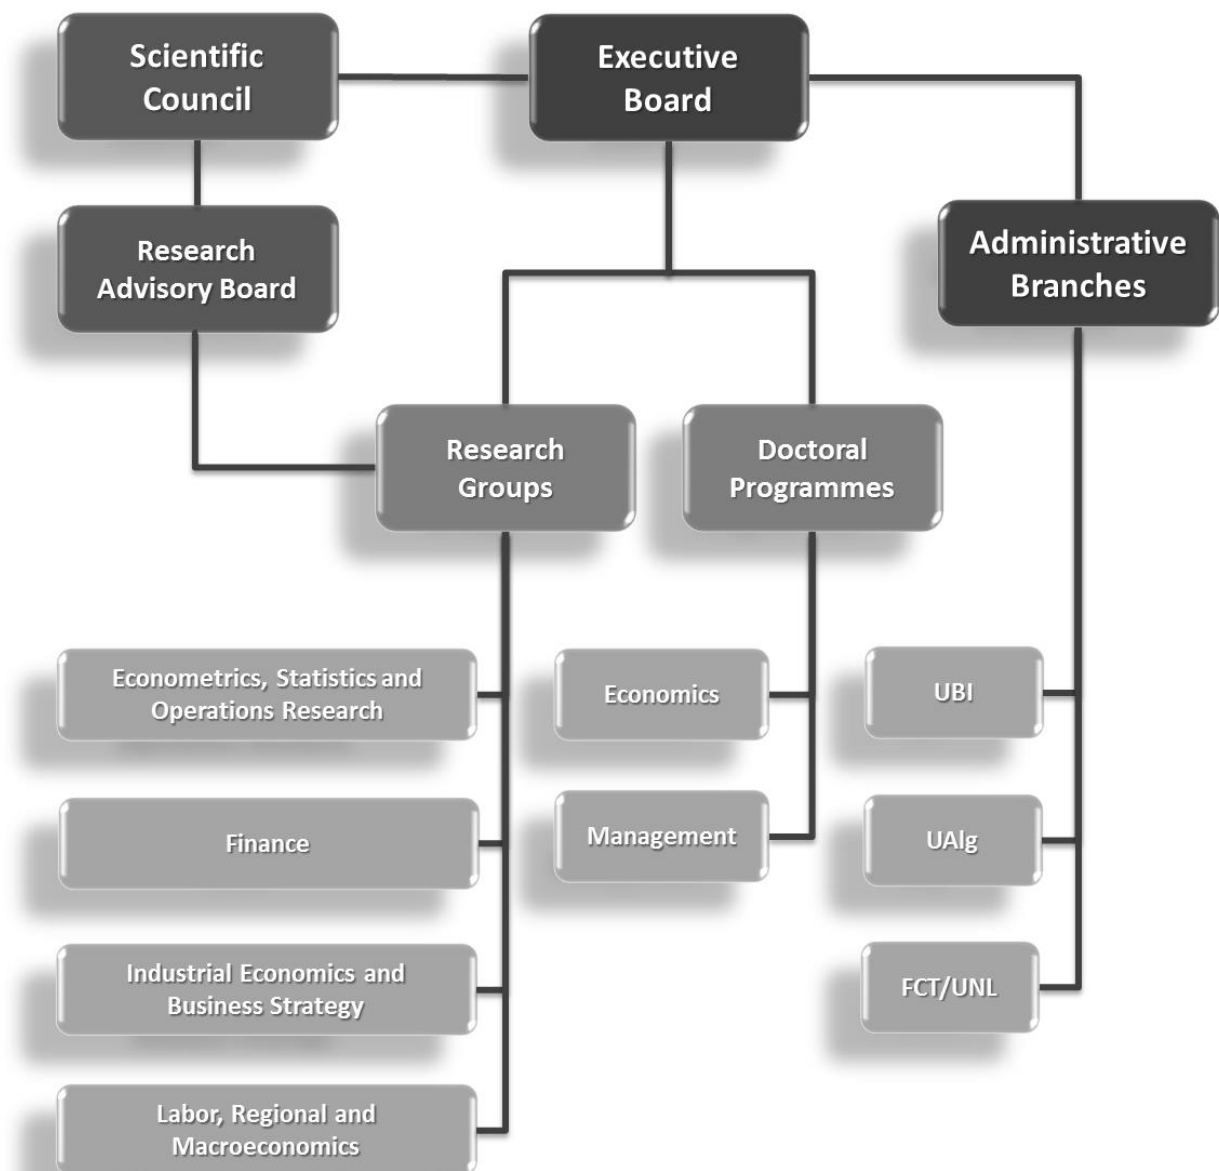 Scientific
Council
Executive
Board
Research
Advisory Board
Administrative
Branches
Research
Groups
Doctoral
Programmes
Econometrics, Statistics and
Operations Research
Economics
UBI
Finance
Management
UAlg
Industrial Economics and
Business Strategy
FCT/UNL
Labor, Regional and
Macroeconomics